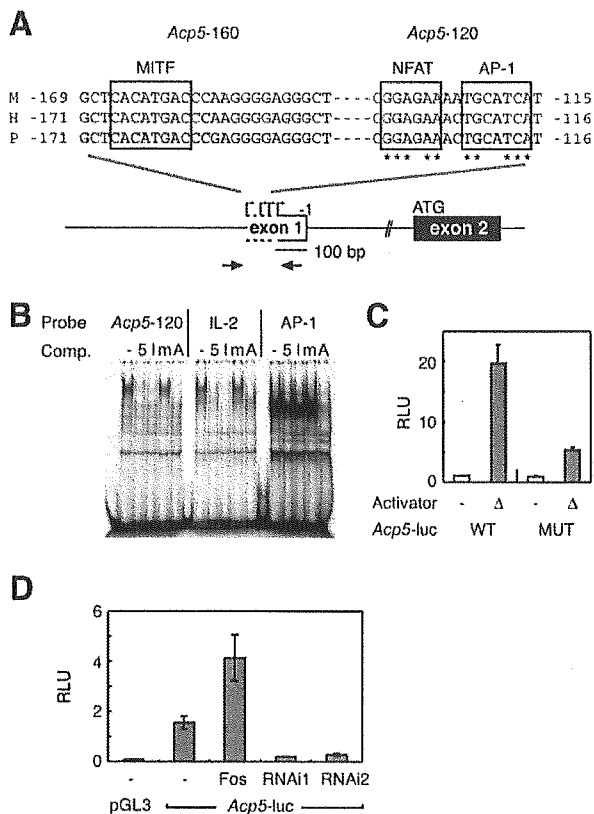 A
Acp5-160 Acp5-120
MITF NFAT AP-1
M -169 GCTCACATGACCCAAGGGGAGGGCT----CGGAGAAAATGCATCAT -115
H -171 GCTCACATGACCCAAGGGGAGGGCT----CGGAGAAACTGCATCAT -116
P -171 GCTCACATGACCCGAGGGGAGGGCT----CGGAGAAACTGCATCAT -116
*** ** ** ***
-1
exon 1
ATG
exon 2
100 bp
B
Probe Acp5-120 IL-2 AP-1
Comp. - 5 I m A - 5 I m A - 5 I m A
C
20
10
0
RLU
Activator - Δ - Δ
Acp5-luc WT MUT
D
6
4
2
0
RLU
- - Fos RNAi1 RNAi2
pGL3 Acp5-luc